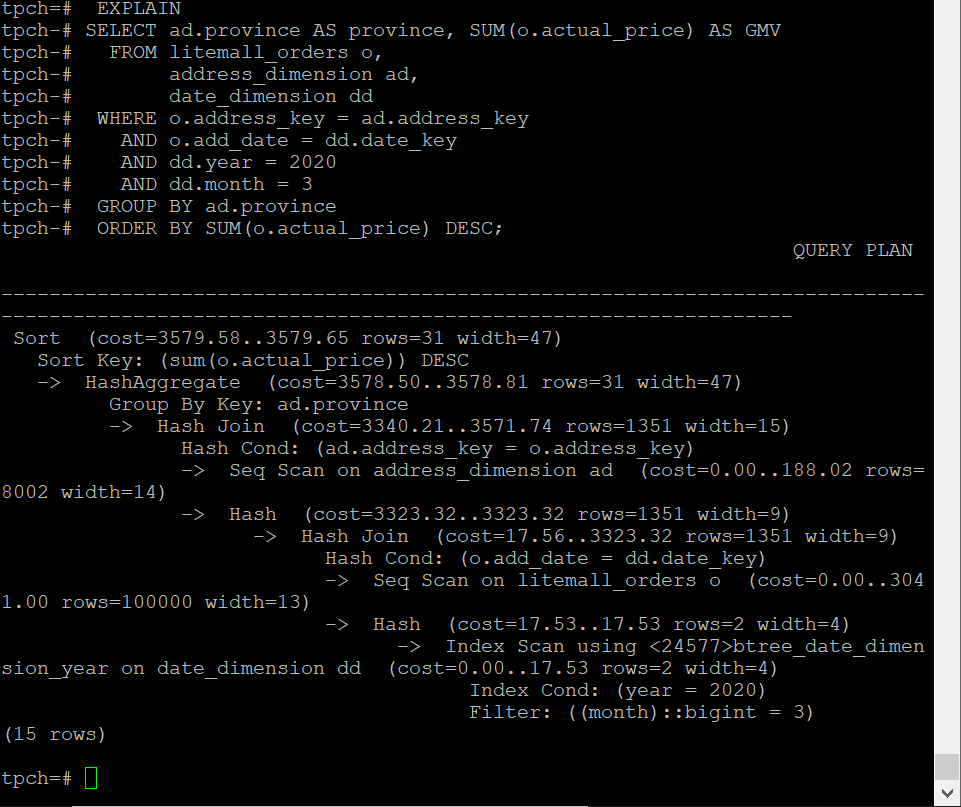 tpch=#  EXPLAIN
tpch-# SELECT ad.province AS province, SUM(o.actual_price) AS GMV
tpch-#   FROM litemall_orders o,
tpch-#        address_dimension ad,
tpch-#        date_dimension dd
tpch-#  WHERE o.address_key = ad.address_key
tpch-#    AND o.add_date = dd.date_key
tpch-#    AND dd.year = 2020
tpch-#    AND dd.month = 3
tpch-#  GROUP BY ad.province
tpch-#  ORDER BY SUM(o.actual_price) DESC;
QUERY PLAN
-----------------------------------------------------------------------------
------------------------------------------------------------------
Sort  (cost=3579.58..3579.65 rows=31 width=47)
Sort Key: (sum(o.actual_price)) DESC
->  HashAggregate  (cost=3578.50..3578.81 rows=31 width=47)
Group By Key: ad.province
->  Hash Join  (cost=3340.21..3571.74 rows=1351 width=15)
Hash Cond: (ad.address_key = o.address_key)
->  Seq Scan on address_dimension ad  (cost=0.00..188.02 rows=
8002 width=14)
->  Hash  (cost=3323.32..3323.32 rows=1351 width=9)
->  Hash Join  (cost=17.56..3323.32 rows=1351 width=9)
Hash Cond: (o.add_date = dd.date_key)
->  Seq Scan on litemall_orders o  (cost=0.00..304
1.00 rows=100000 width=13)
->  Hash  (cost=17.53..17.53 rows=2 width=4)
->  Index Scan using <24577>btree_date_dimen
sion_year on date_dimension dd  (cost=0.00..17.53 rows=2 width=4)
Index Cond: (year = 2020)
Filter: ((month)::bigint = 3)
(15 rows)
tpch=#